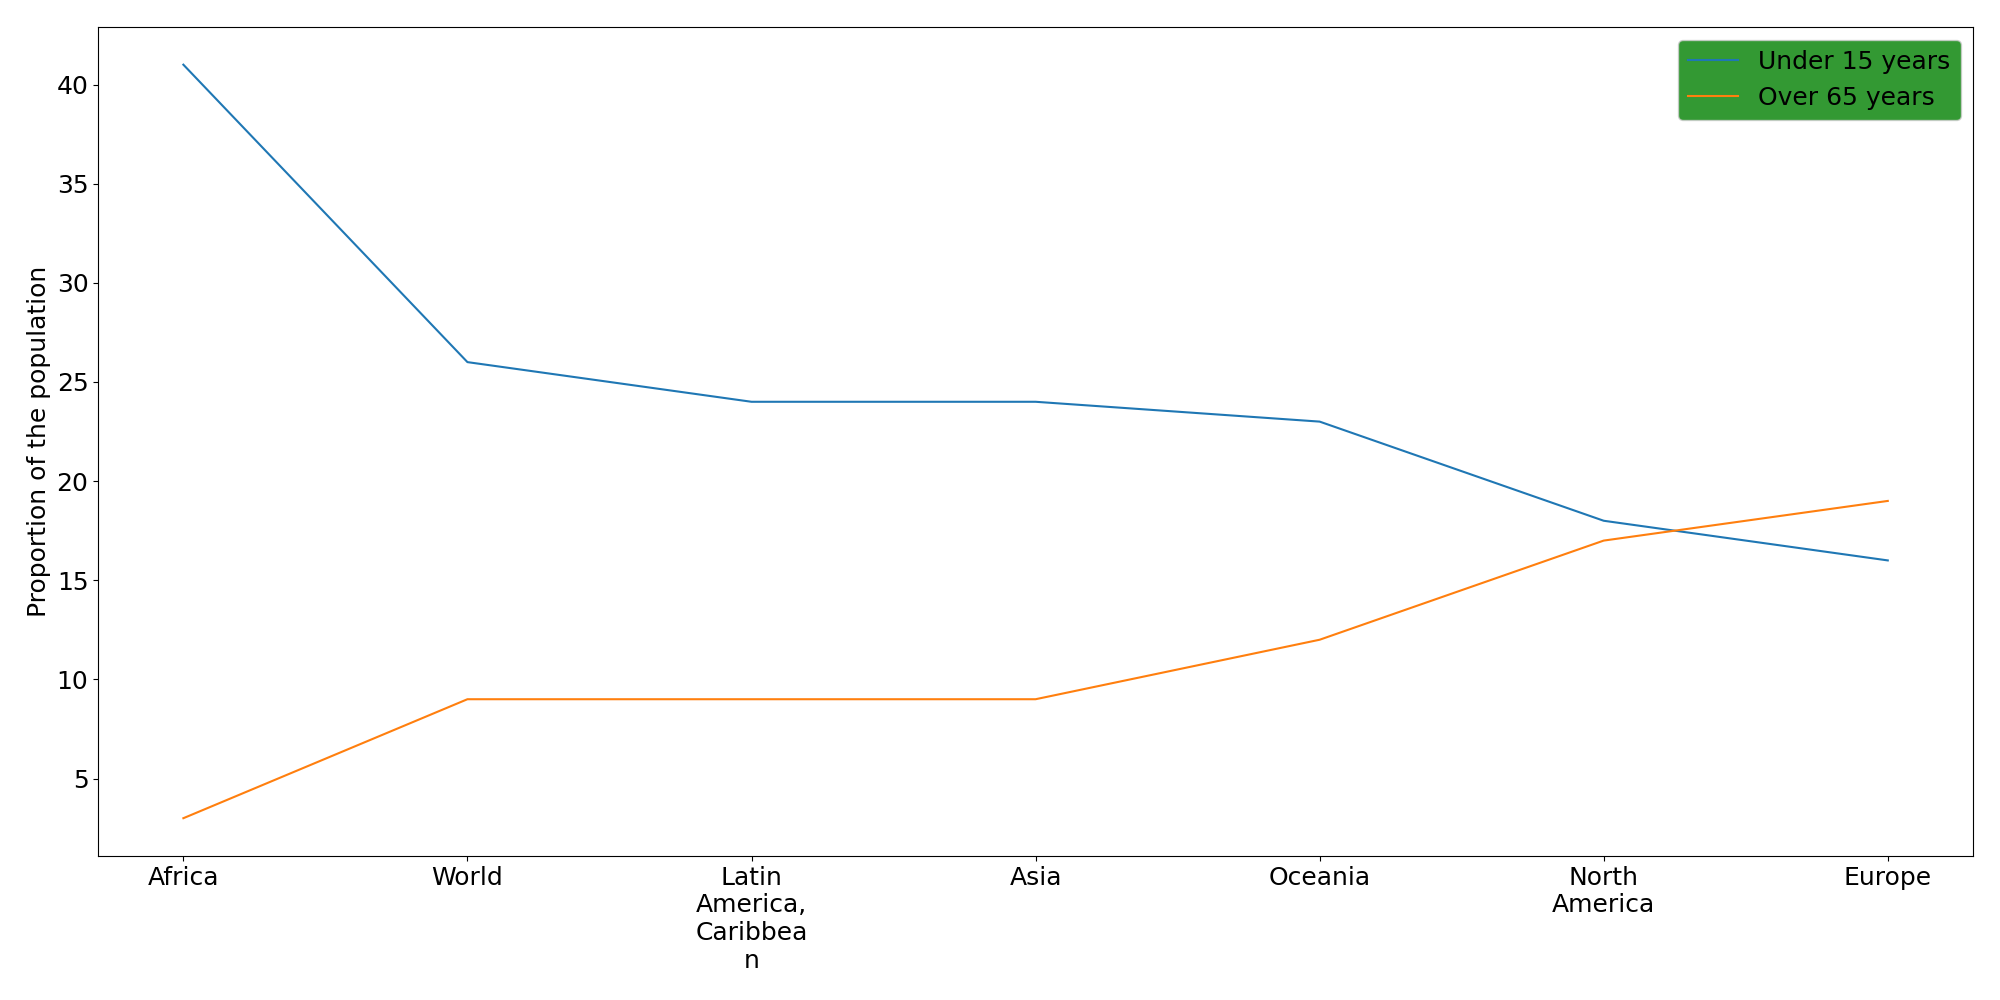 Under 15 years
Over 65 years
Proportion of the population
40
35
30
25
20
15
10
5
Africa
World
Latin
America,
Caribbea
n
Asia
Oceania
North
America
Europe